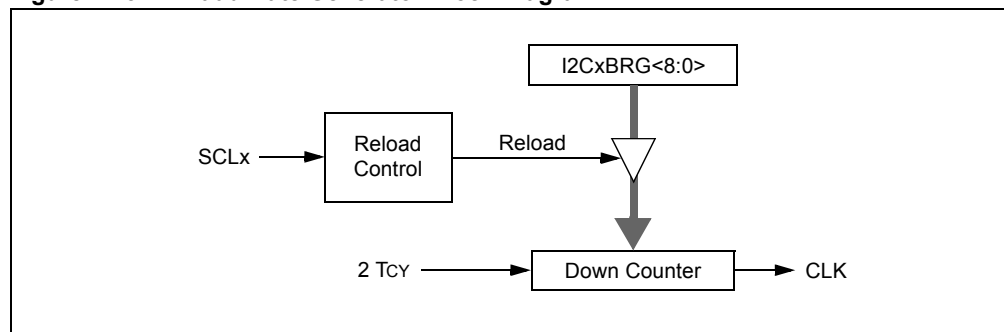 I2CxBRG<8:0>
SCLx
Reload
Control
Reload
2 TCY
Down Counter
CLK